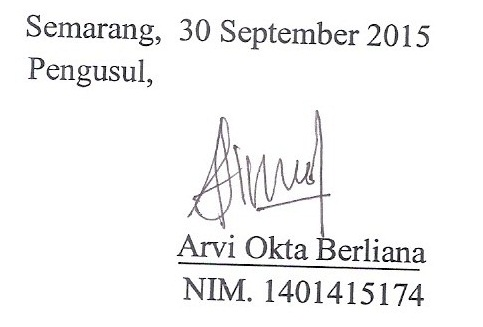 Semarang, 30 September 2015
Pengusul,
Arvi Okta Berliana
NIM. 1401415174